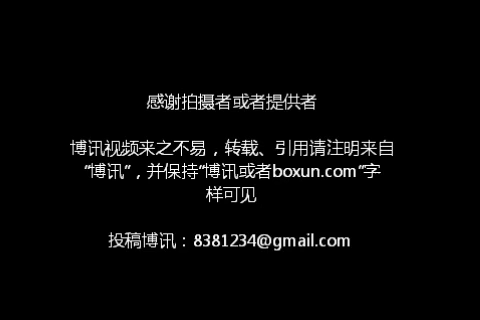 感谢拍摄者或者提供者
博讯视频来之不易，转载、引用请注明来自
“博讯”，并保持“博讯或者boxun.com”字
样可见
投稿博讯：8381234@gmail.com